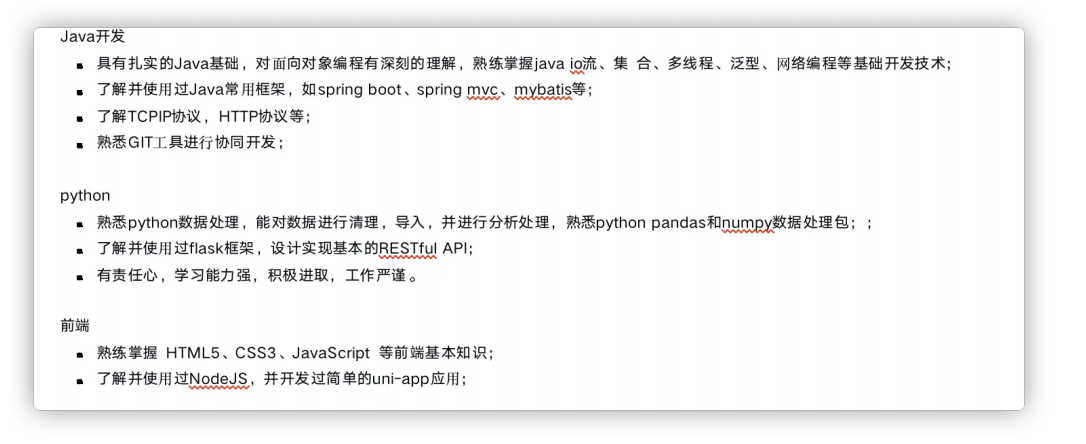 Java开发
具有扎实的Java基础，对面向对象编程有深刻的理解，熟练掌握java io流、集 合、多线程、泛型、网络编程等基础开发技术；
了解并使用过Java常用框架，如spring boot、spring mvc、mybatis等；
了解TCPIP协议，HTTP协议等；
熟悉GIT工具进行协同开发；
python
熟悉python数据处理，能对数据进行清理，导入，并进行分析处理，熟悉python pandas和numpy数据处理包；；
了解并使用过flask框架，设计实现基本的RESTful API；
有责任心，学习能力强，积极进取，工作严谨。
前端
熟练掌握 HTML5、CSS3、JavaScript 等前端基本知识；
了解并使用过NodeJS，并开发过简单的uni-app应用；